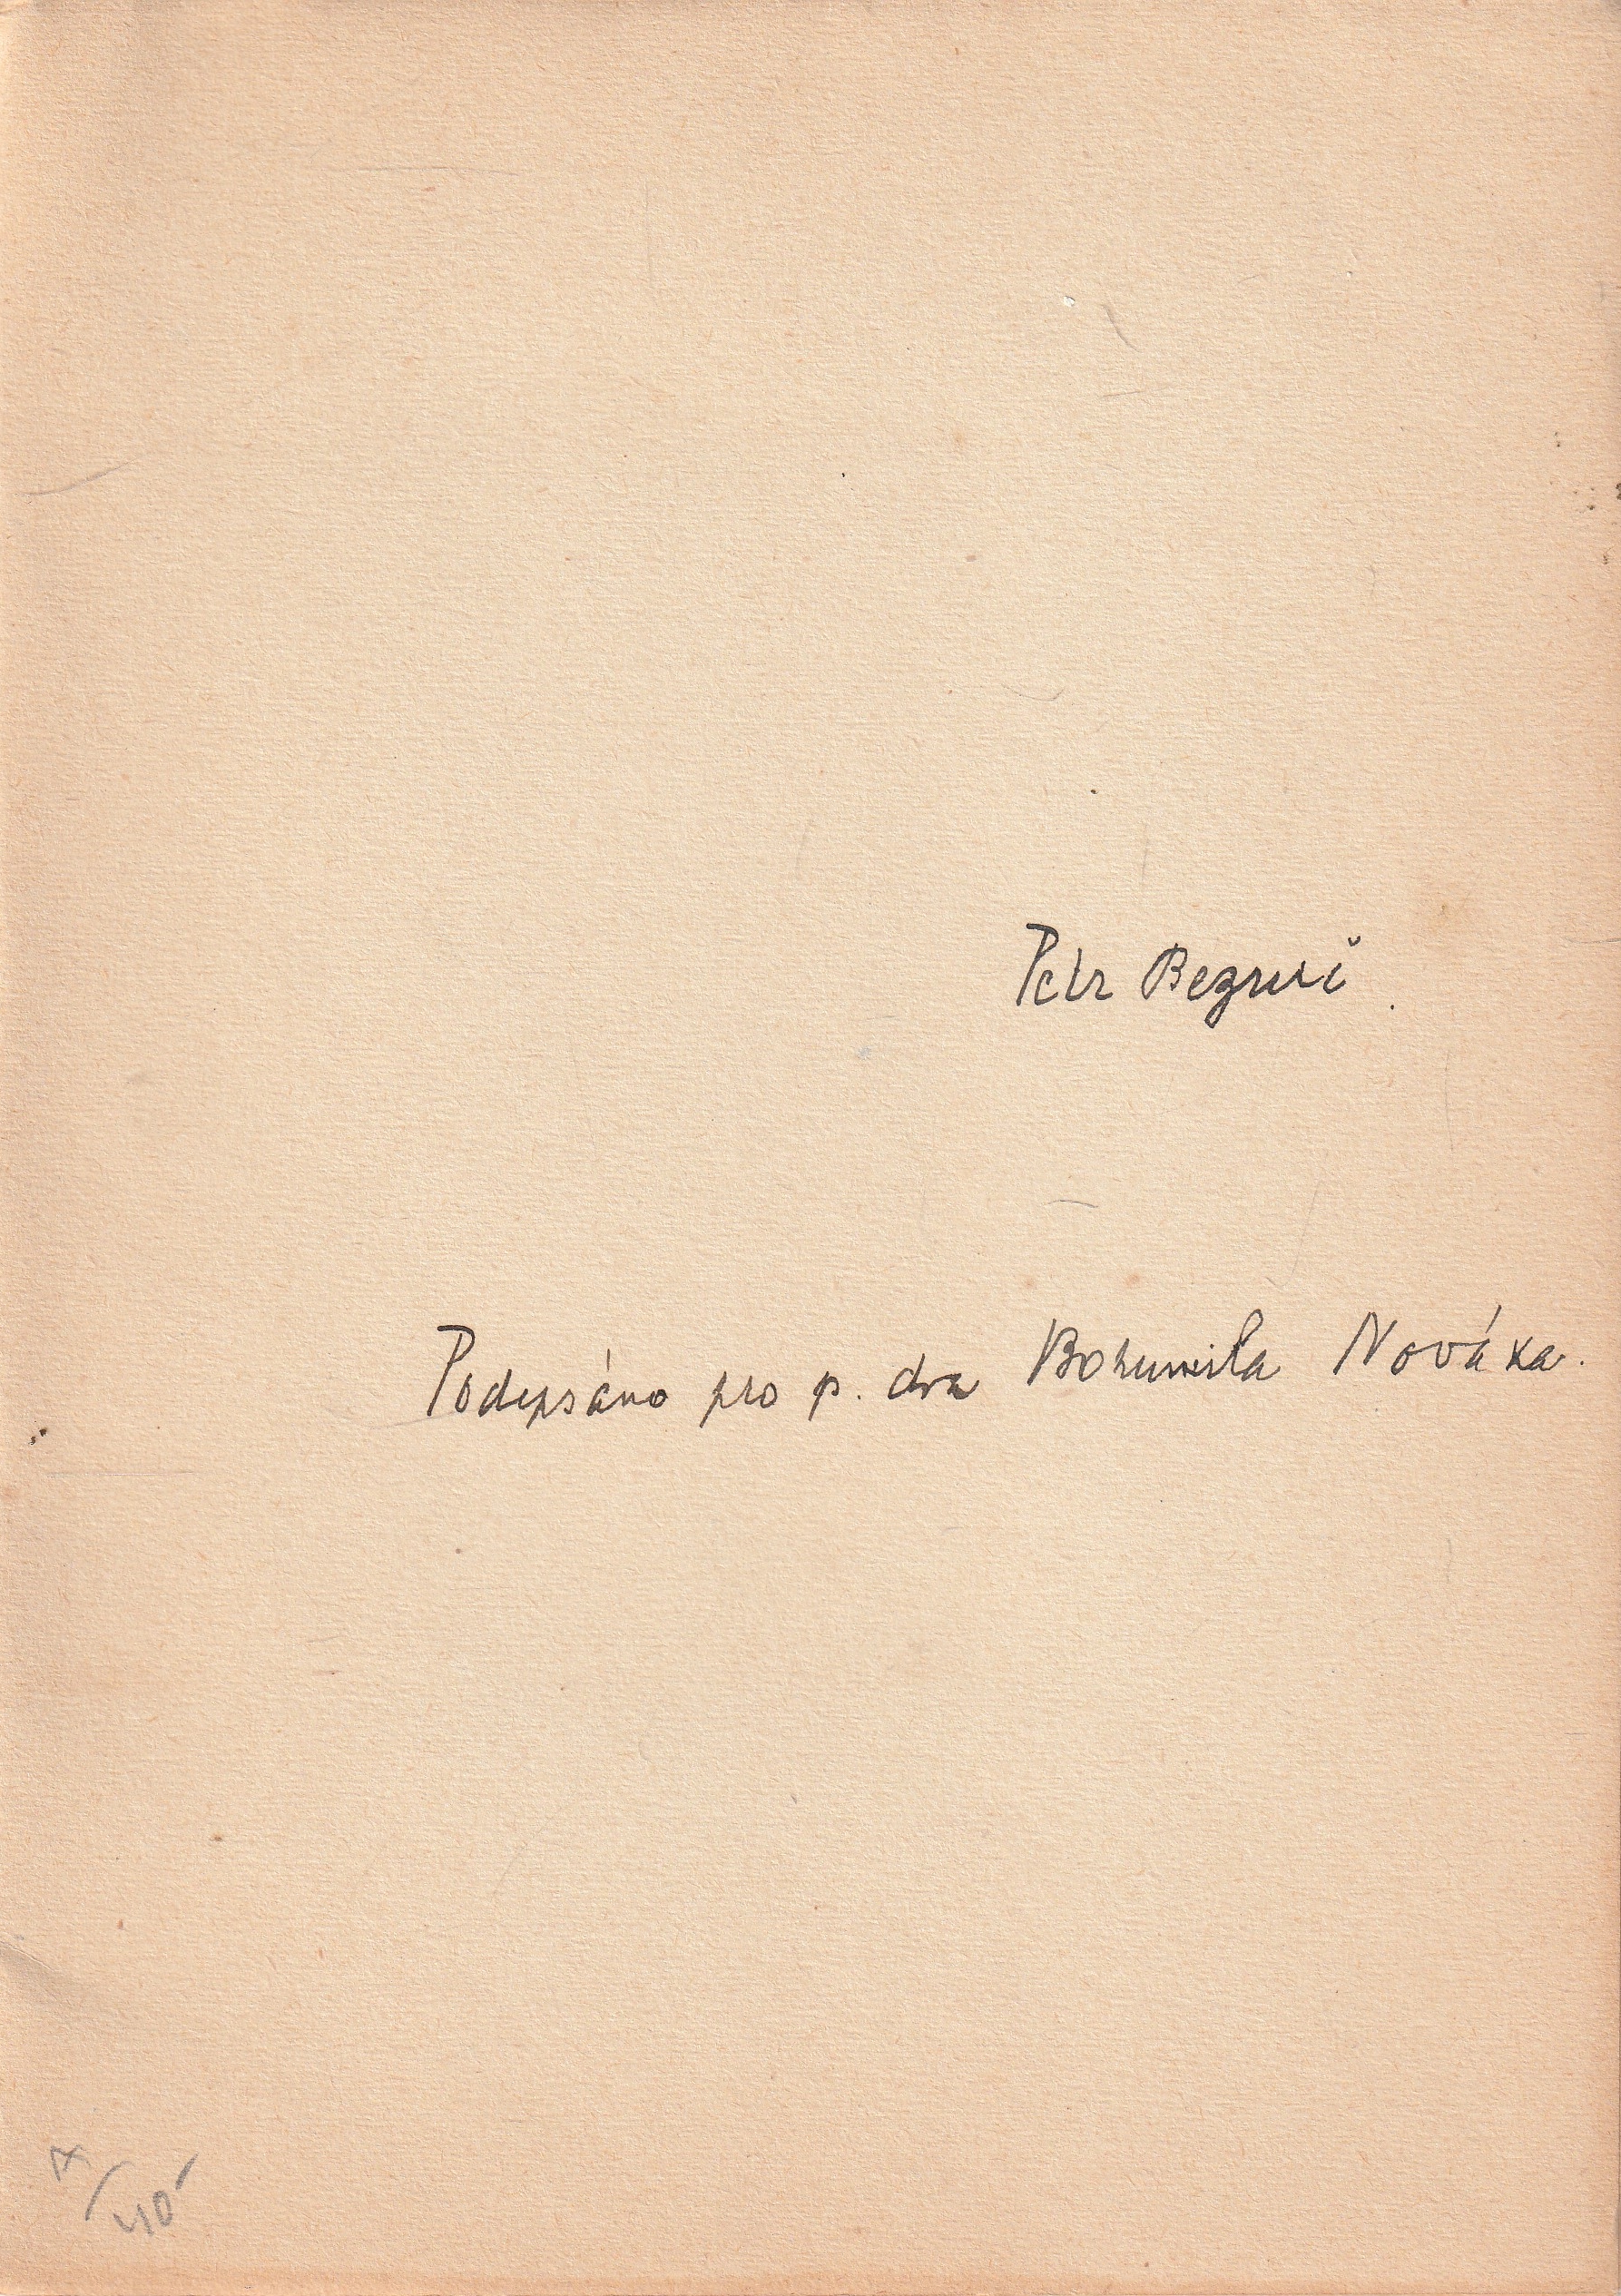 Petr Bezruč
Podepsáno pro p. dra Bohumila Nováka.